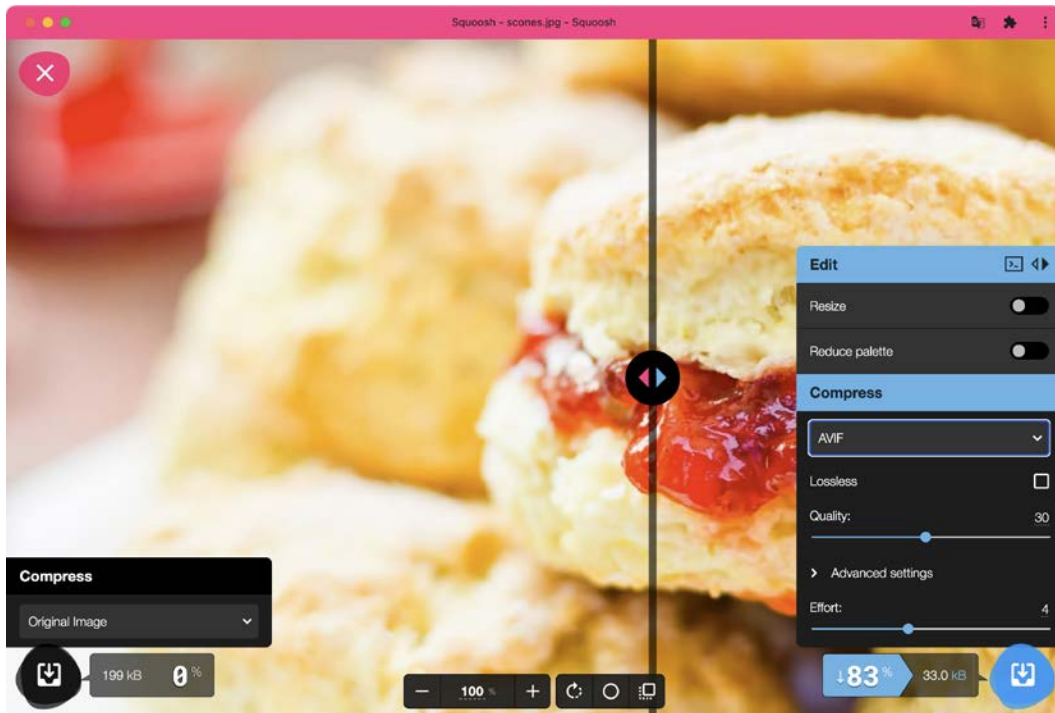 Squoosh - scones.jpg - Squoosh
Edit
Resize
Reduce palette
Compress
AVIF
Lossless
Quality: 30
Advanced settings
Effort: 4
Compress
Original Image
199 kB 0 %
100 %
↓83 % 33.0 kB